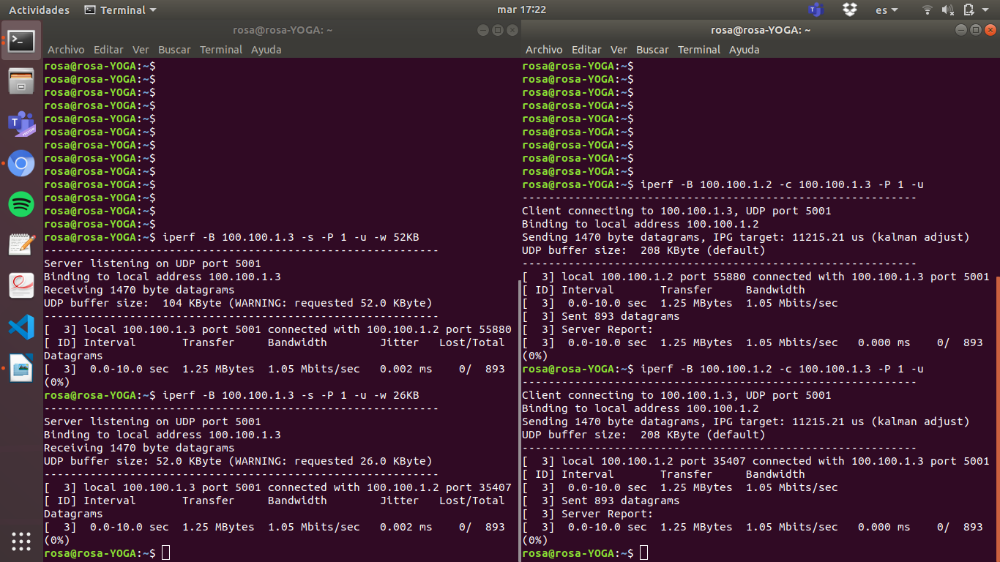 Actividades Terminal mar 17:22 es
rosa@rosa-YOGA: ~
Archivo Editar Ver Buscar Terminal Ayuda
rosa@rosa-YOGA:~$
rosa@rosa-YOGA:~$
rosa@rosa-YOGA:~$
rosa@rosa-YOGA:~$
rosa@rosa-YOGA:~$
rosa@rosa-YOGA:~$
rosa@rosa-YOGA:~$
rosa@rosa-YOGA:~$
rosa@rosa-YOGA:~$
rosa@rosa-YOGA:~$
rosa@rosa-YOGA:~$
rosa@rosa-YOGA:~$
rosa@rosa-YOGA:~$
rosa@rosa-YOGA:~$ iperf -B 100.100.1.3 -s -P 1 -u -w 52KB
------------------------------------------------------------
Server listening on UDP port 5001
Binding to local address 100.100.1.3
Receiving 1470 byte datagrams
UDP buffer size:  104 KByte (WARNING: requested 52.0 KByte)
------------------------------------------------------------
[  3] local 100.100.1.3 port 5001 connected with 100.100.1.2 port 55880
[ ID] Interval       Transfer     Bandwidth        Jitter   Lost/Total
Datagrams
[  3]  0.0-10.0 sec  1.25 MBytes  1.05 Mbits/sec   0.002 ms    0/  893
(0%)
rosa@rosa-YOGA:~$ iperf -B 100.100.1.3 -s -P 1 -u -w 26KB
------------------------------------------------------------
Server listening on UDP port 5001
Binding to local address 100.100.1.3
Receiving 1470 byte datagrams
UDP buffer size: 52.0 KByte (WARNING: requested 26.0 KByte)
------------------------------------------------------------
[  3] local 100.100.1.3 port 5001 connected with 100.100.1.2 port 35407
[ ID] Interval       Transfer     Bandwidth        Jitter   Lost/Total
Datagrams
[  3]  0.0-10.0 sec  1.25 MBytes  1.05 Mbits/sec   0.002 ms    0/  893
(0%)
rosa@rosa-YOGA:~$
rosa@rosa-YOGA: ~
Archivo Editar Ver Buscar Terminal Ayuda
rosa@rosa-YOGA:~$
rosa@rosa-YOGA:~$
rosa@rosa-YOGA:~$
rosa@rosa-YOGA:~$
rosa@rosa-YOGA:~$
rosa@rosa-YOGA:~$
rosa@rosa-YOGA:~$
rosa@rosa-YOGA:~$
rosa@rosa-YOGA:~$
rosa@rosa-YOGA:~$ iperf -B 100.100.1.2 -c 100.100.1.3 -P 1 -u
------------------------------------------------------------
Client connecting to 100.100.1.3, UDP port 5001
Binding to local address 100.100.1.2
Sending 1470 byte datagrams, IPG target: 11215.21 us (kalman adjust)
UDP buffer size:  208 KByte (default)
------------------------------------------------------------
[  3] local 100.100.1.2 port 55880 connected with 100.100.1.3 port 5001
[ ID] Interval       Transfer     Bandwidth
[  3]  0.0-10.0 sec  1.25 MBytes  1.05 Mbits/sec
[  3] Sent 893 datagrams
[  3] Server Report:
[  3]  0.0-10.0 sec  1.25 MBytes  1.05 Mbits/sec   0.000 ms    0/  893
(0%)
rosa@rosa-YOGA:~$ iperf -B 100.100.1.2 -c 100.100.1.3 -P 1 -u
------------------------------------------------------------
Client connecting to 100.100.1.3, UDP port 5001
Binding to local address 100.100.1.2
Sending 1470 byte datagrams, IPG target: 11215.21 us (kalman adjust)
UDP buffer size:  208 KByte (default)
------------------------------------------------------------
[  3] local 100.100.1.2 port 35407 connected with 100.100.1.3 port 5001
[ ID] Interval       Transfer     Bandwidth
[  3]  0.0-10.0 sec  1.25 MBytes  1.05 Mbits/sec
[  3] Sent 893 datagrams
[  3] Server Report:
[  3]  0.0-10.0 sec  1.25 MBytes  1.05 Mbits/sec   0.000 ms    0/  893
(0%)
rosa@rosa-YOGA:~$